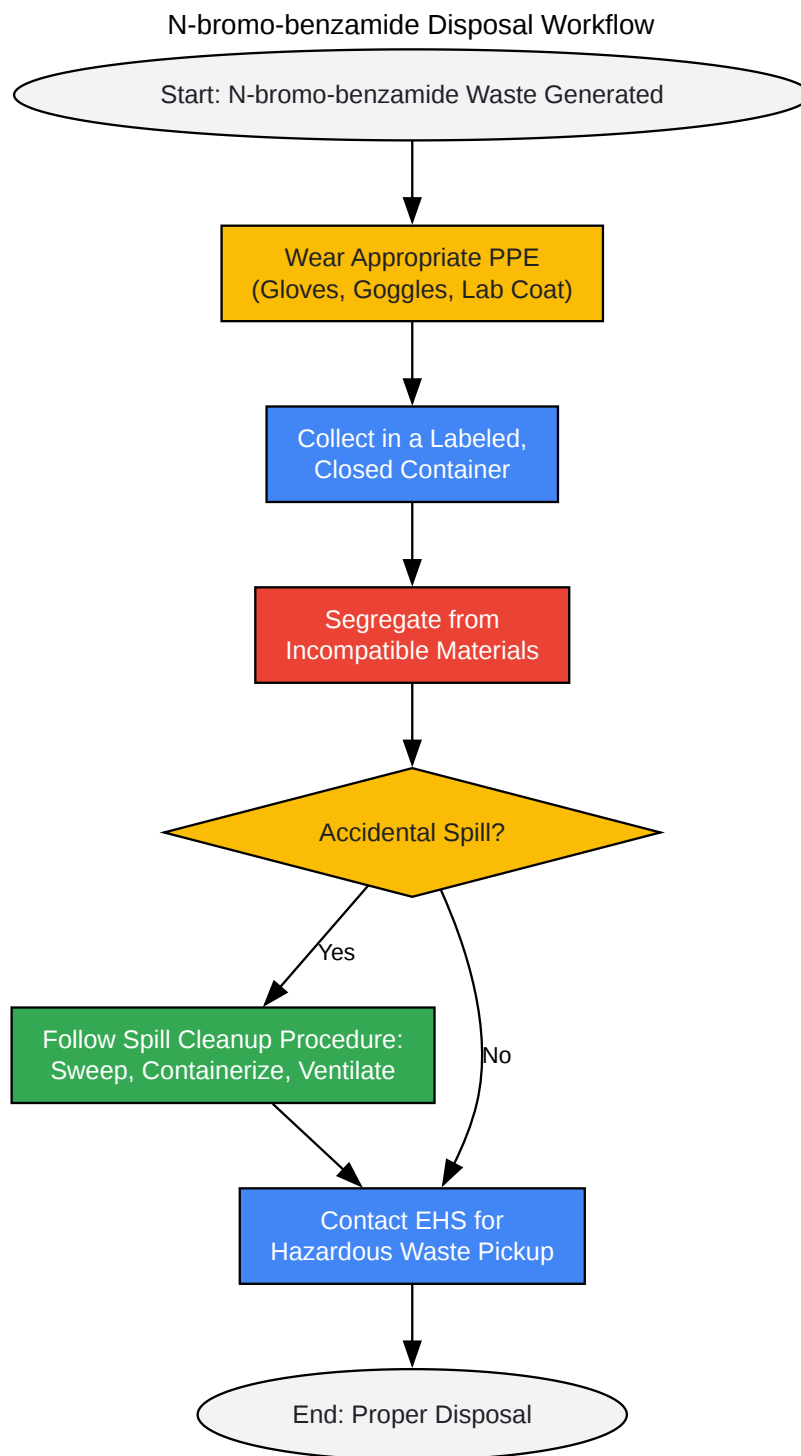 N-bromo-benzamide Disposal Workflow
Start: N-bromo-benzamide Waste Generated
Wear Appropriate PPE
(Gloves, Goggles, Lab Coat)
Collect in a Labeled,
Closed Container
Segregate from
Incompatible Materials
Accidental Spill?
Yes
Follow Spill Cleanup Procedure:
Sweep, Containerize, Ventilate
No
Contact EHS for
Hazardous Waste Pickup
End: Proper Disposal